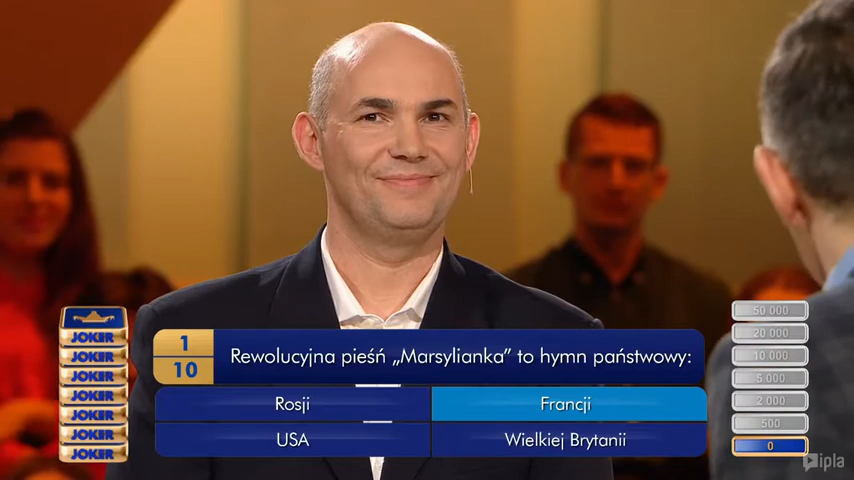 1
10
Rewolucyjna pieśń „Marsylianka” to hymn państwowy:
Rosji
Francji
USA
Wielkiej Brytanii
JOKER
JOKER
JOKER
JOKER
JOKER
JOKER
JOKER
50 000
20 000
10 000
5 000
2 000
500
0
ipla